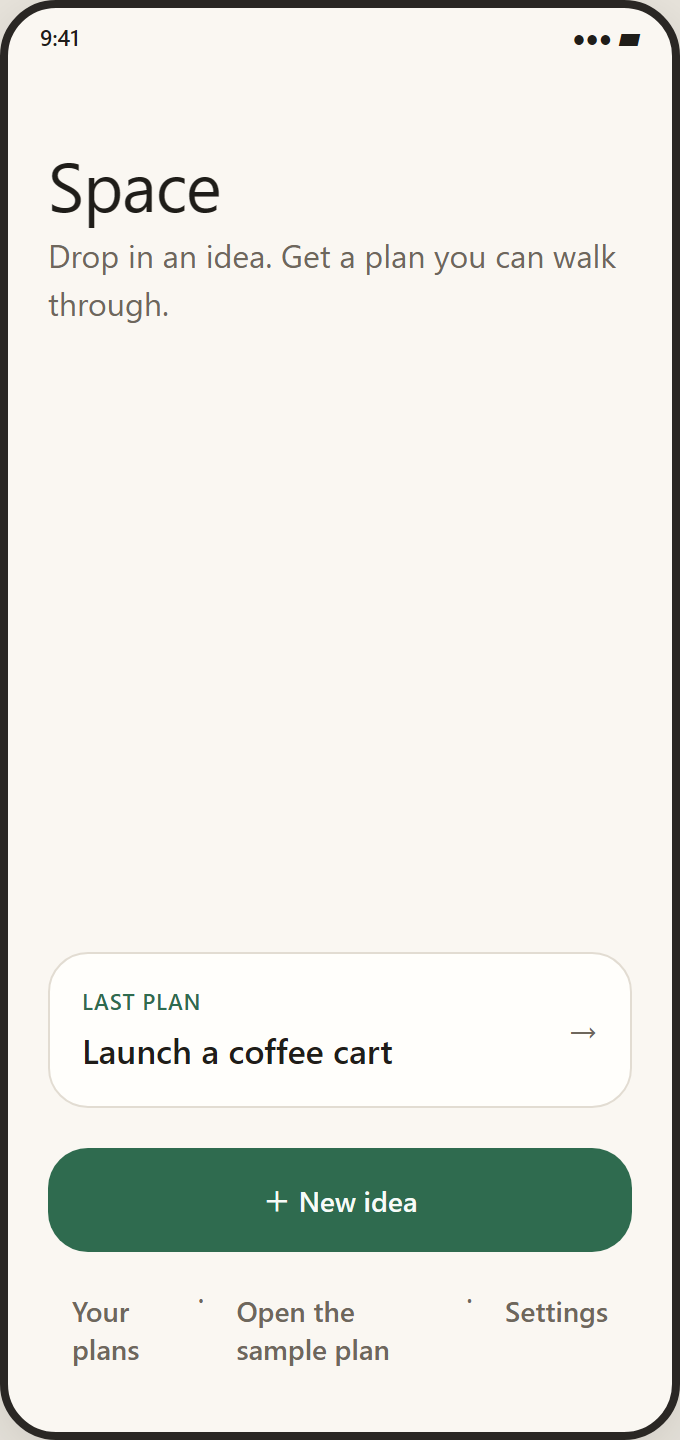 9:41
Space
Drop in an idea. Get a plan you can walk
through.
LAST PLAN
Launch a coffee cart
→
+ New idea
Your plans · Open the sample plan · Settings